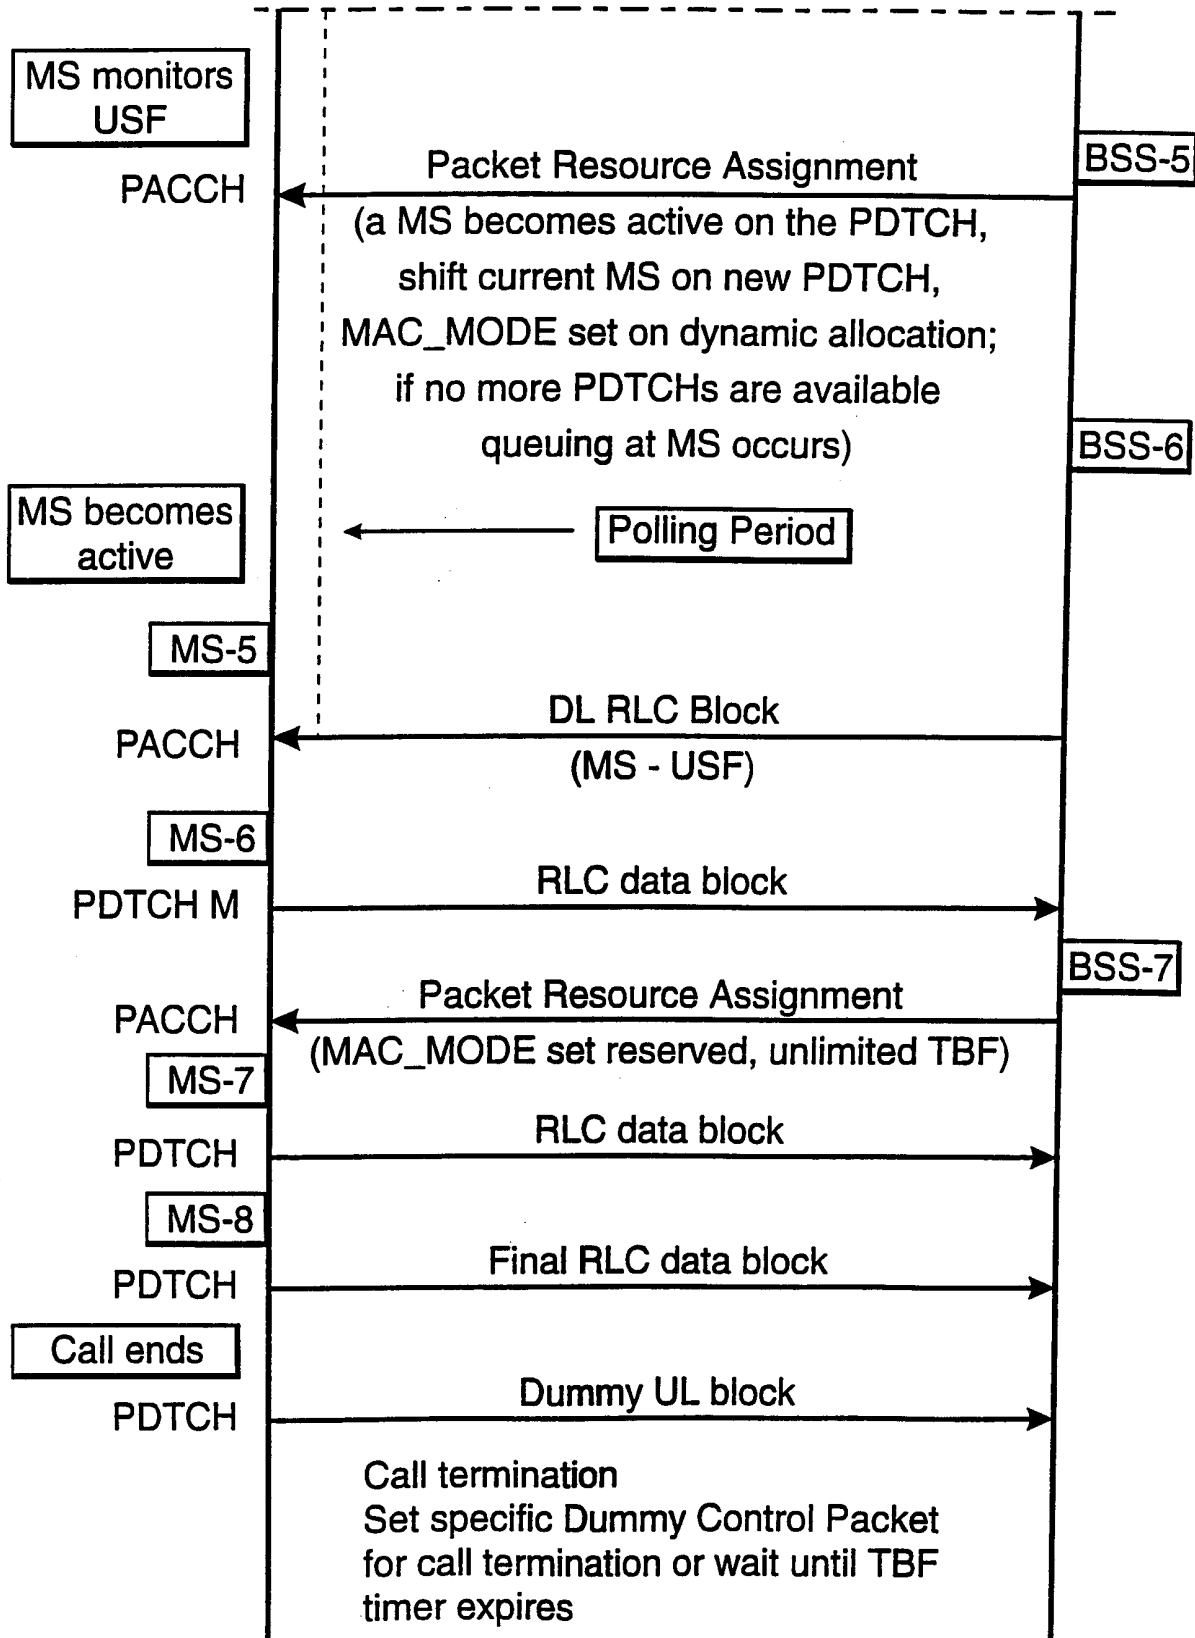 MS monitors
USF
BSS-5
Packet Resource Assignment
PACCH
(a MS becomes active on the PDTCH,
shift current MS on new PDTCH,
MAC_MODE set on dynamic allocation;
if no more PDTCHs are available
queuing at MS occurs)
BSS-6
MS becomes
active
Polling Period
MS-5
DL RLC Block
PACCH
(MS - USF)
MS-6
RLC data block
PDTCH M
BSS-7
Packet Resource Assignment
PACCH
(MAC_MODE set reserved, unlimited TBF)
MS-7
RLC data block
PDTCH
MS-8
Final RLC data block
PDTCH
Call ends
Dummy UL block
PDTCH
Call termination
Set specific Dummy Control Packet
for call termination or wait until TBF
timer expires